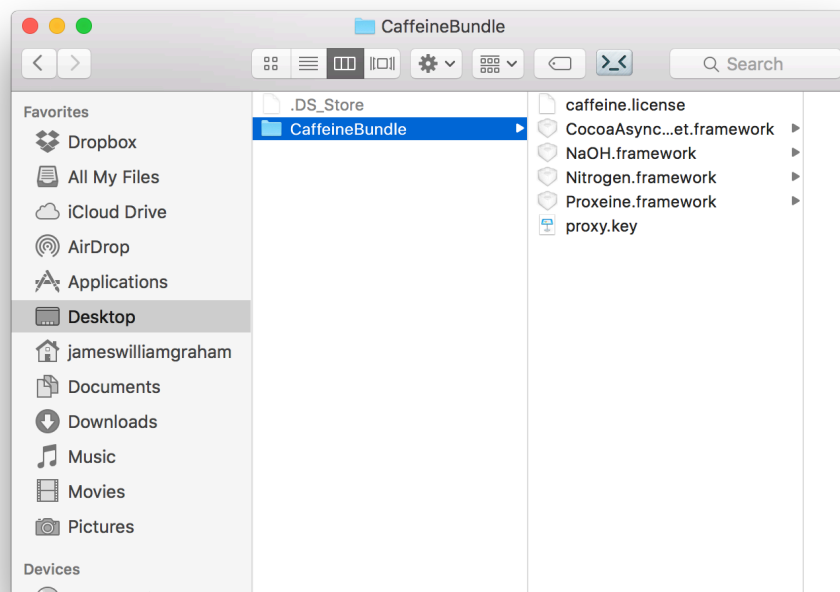 CaffeineBundle
Search
Favorites
Dropbox
All My Files
iCloud Drive
AirDrop
Applications
Desktop
jameswilliamgraham
Documents
Downloads
Music
Movies
Pictures
Devices
.DS_Store
CaffeineBundle
caffeine.license
CocoaAsync...et.framework
NaOH.framework
Nitrogen.framework
Proxeine.framework
proxy.key